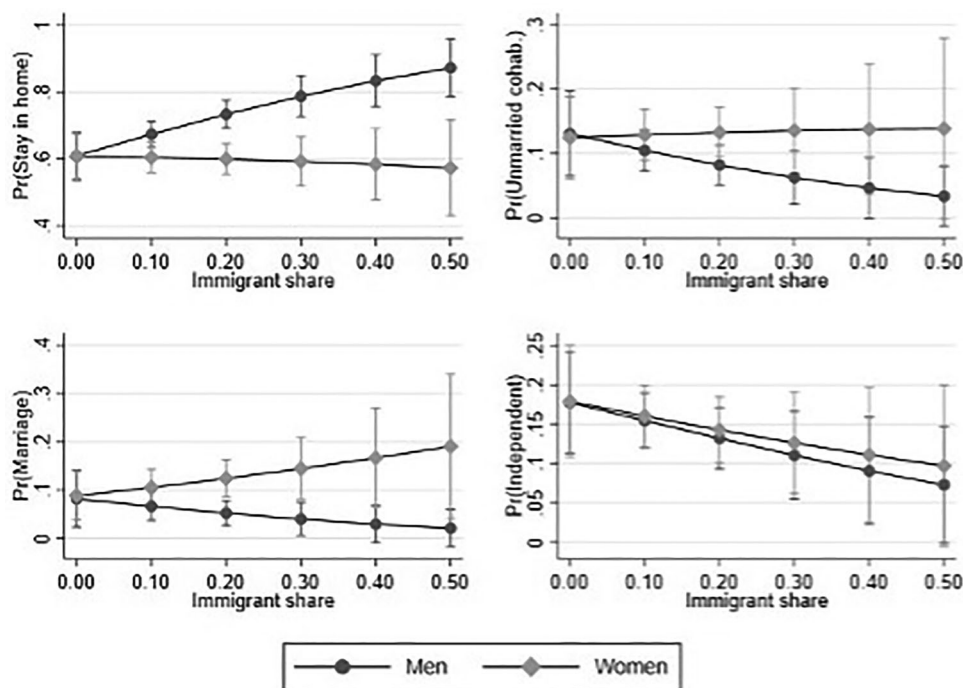 Pr(Stay in home)
1
.8
.6
.4
0.00 0.10 0.20 0.30 0.40 0.50
Immigrant share
Pr(Unmarried cohab.)
.3
.2
.1
0
0.00 0.10 0.20 0.30 0.40 0.50
Immigrant share
Pr(Marriage)
.4
.3
.2
.1
0
0.00 0.10 0.20 0.30 0.40 0.50
Immigrant share
Pr(Independent)
.25
.2
.15
.1
.05
0
0.00 0.10 0.20 0.30 0.40 0.50
Immigrant share
Men Women